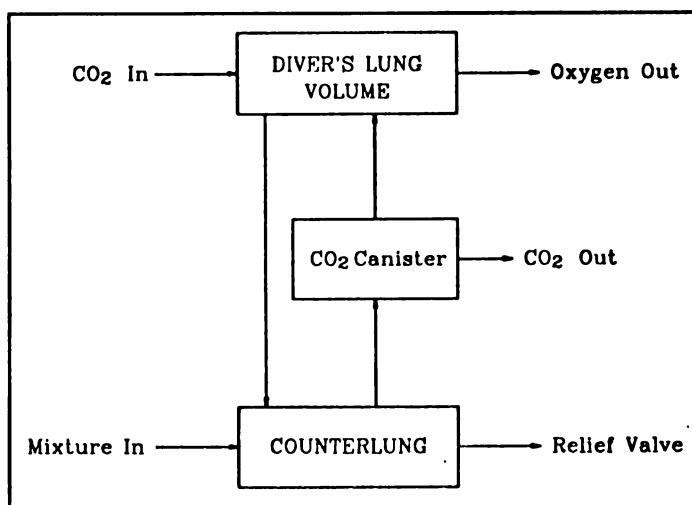 CO2 In
DIVER'S LUNG
VOLUME
Oxygen Out
CO2 Canister
CO2 Out
Mixture In
COUNTERLUNG
Relief Valve